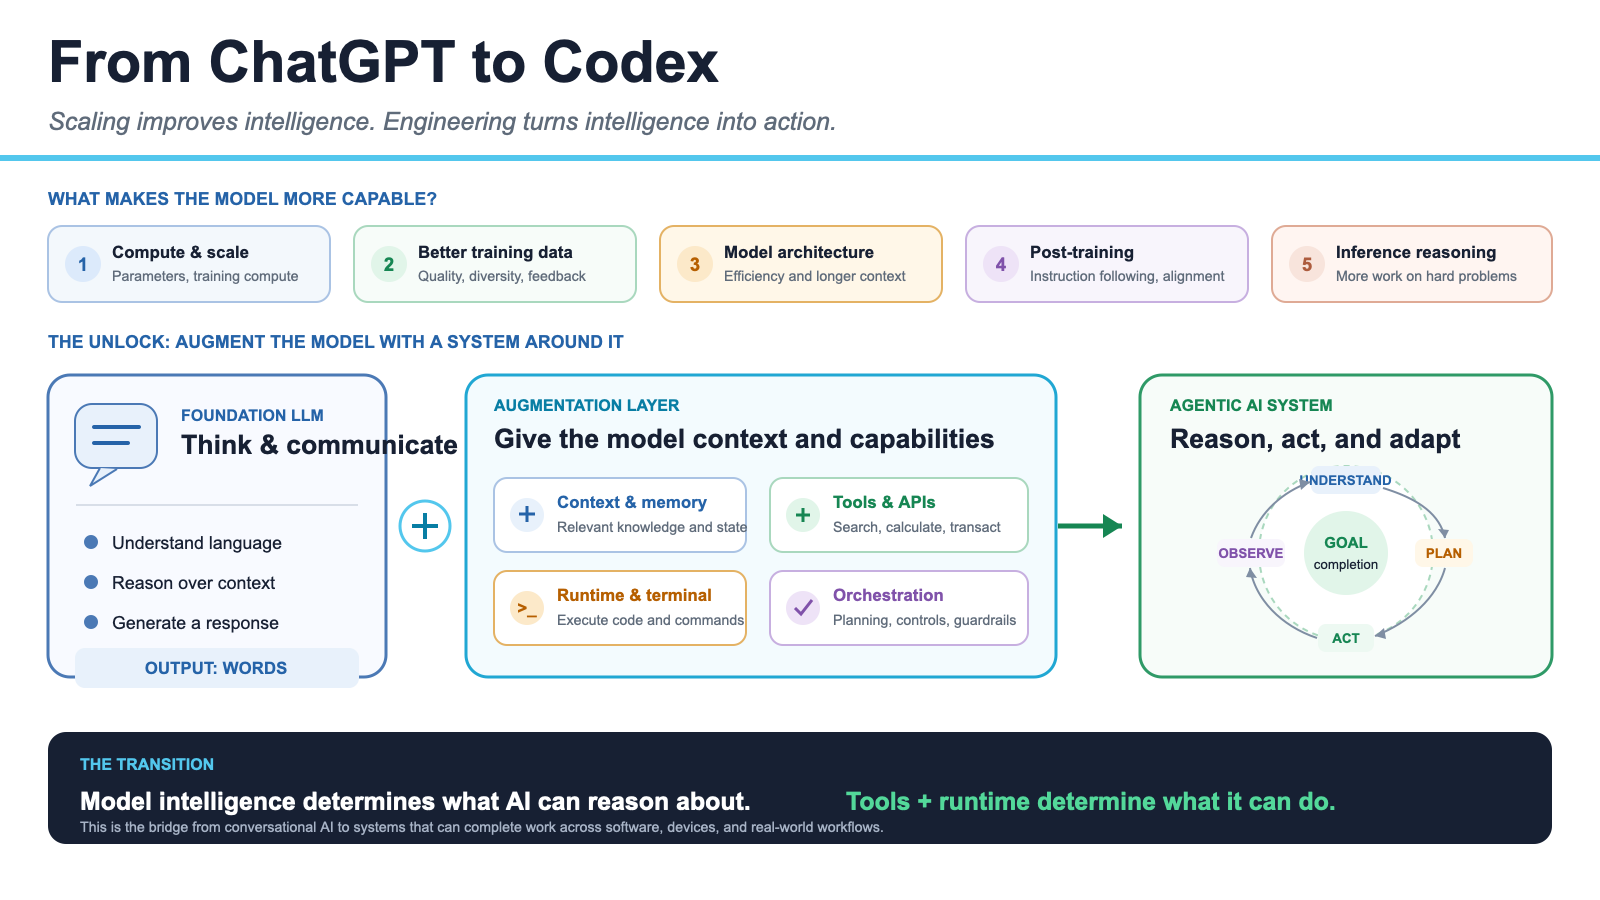 From ChatGPT to Codex
Scaling improves intelligence. Engineering turns intelligence into action.
WHAT MAKES THE MODEL MORE CAPABLE?
1
Compute & scale
Parameters, training compute
2
Better training data
Quality, diversity, feedback
3
Model architecture
Efficiency and longer context
4
Post-training
Instruction following, alignment
5
Inference reasoning
More work on hard problems
THE UNLOCK: AUGMENT THE MODEL WITH A SYSTEM AROUND IT
FOUNDATION LLM
Think & communicate
Understand language
Reason over context
Generate a response
OUTPUT: WORDS
AUGMENTATION LAYER
Give the model context and capabilities
Context & memory
Relevant knowledge and state
Tools & APIs
Search, calculate, transact
>_
Runtime & terminal
Execute code and commands
Orchestration
Planning, controls, guardrails
AGENTIC AI SYSTEM
Reason, act, and adapt
UNDERSTAND
OBSERVE
GOAL
completion
PLAN
ACT
THE TRANSITION
Model intelligence determines what AI can reason about.
Tools + runtime determine what it can do.
This is the bridge from conversational AI to systems that can complete work across software, devices, and real-world workflows.